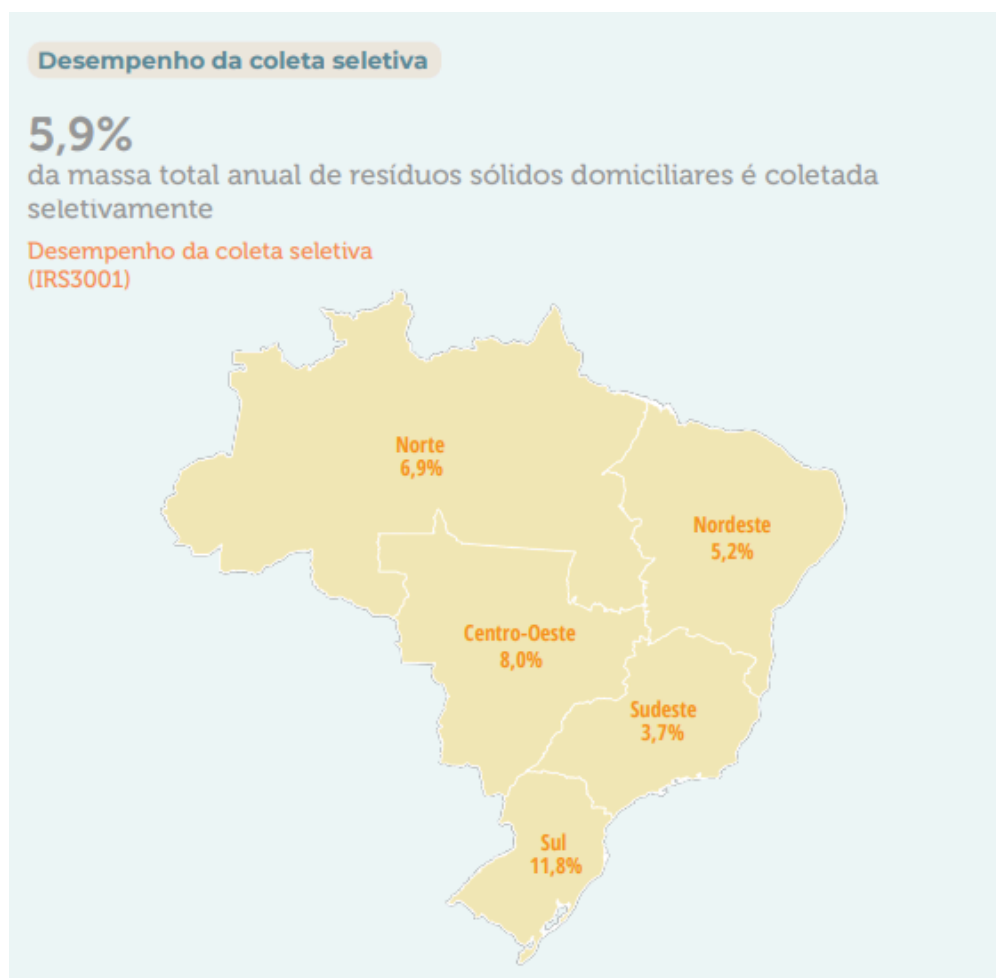 Desempenho da coleta seletiva
5,9%
da massa total anual de resíduos sólidos domiciliares é coletada
seletivamente
Desempenho da coleta seletiva
(IRS3001)
Norte
6,9%
Nordeste
5,2%
Centro-Oeste
8,0%
Sudeste
3,7%
Sul
11,8%